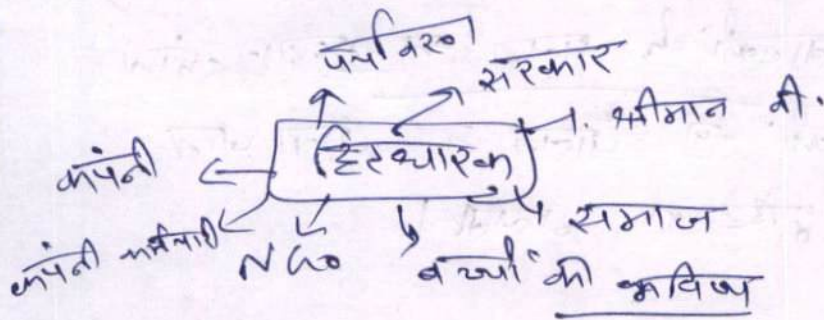 पर्यावरण
सरकार
श्रीमान बी.
हितधारक
कंपनी
समाज
कंपनी कर्मचारी
NGO
बच्चों की भविष्य